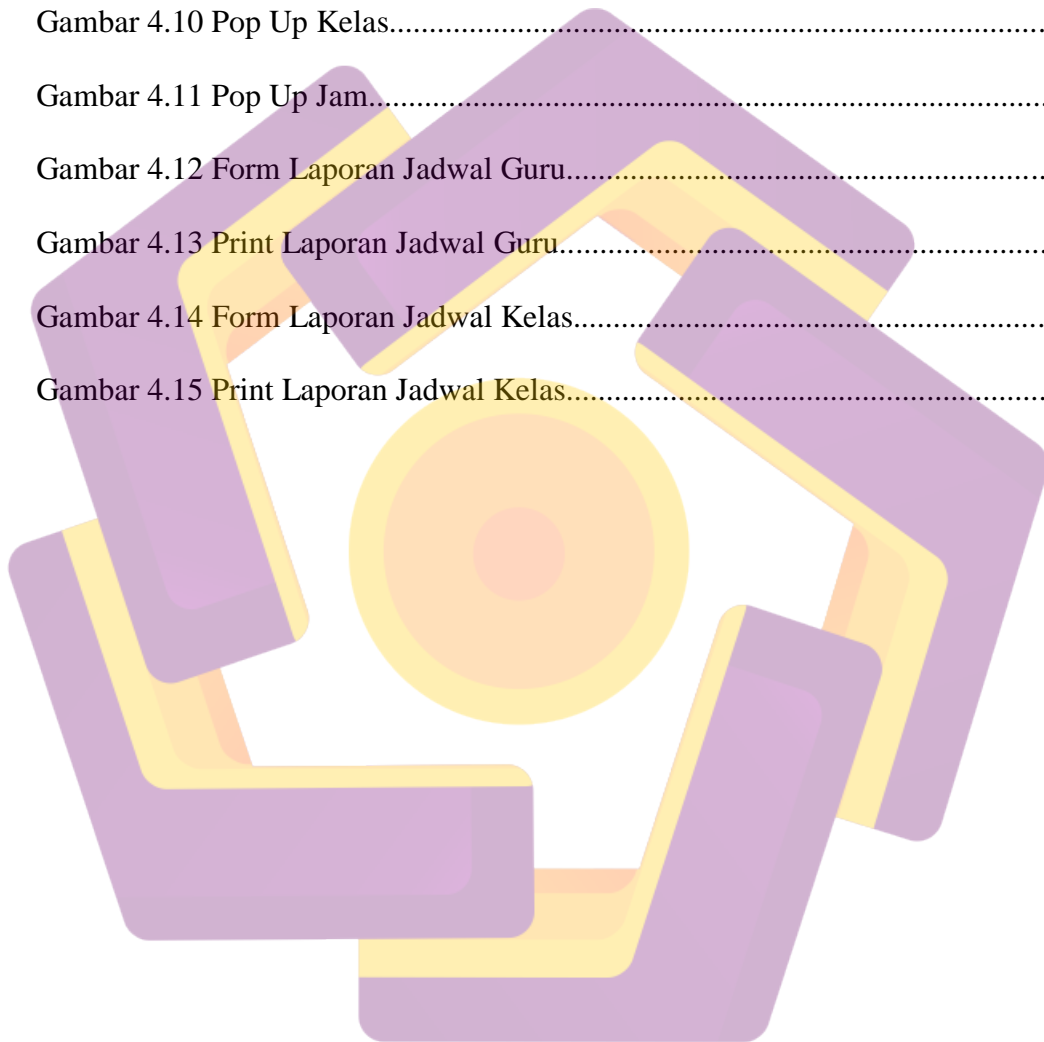 Gambar 4.10 Pop Up Kelas....................................................................................
Gambar 4.11 Pop Up Jam.......................................................................................
Gambar 4.12 Form Laporan Jadwal Guru..............................................................
Gambar 4.13 Print Laporan Jadwal Guru...............................................................
Gambar 4.14 Form Laporan Jadwal Kelas.............................................................
Gambar 4.15 Print Laporan Jadwal Kelas..............................................................